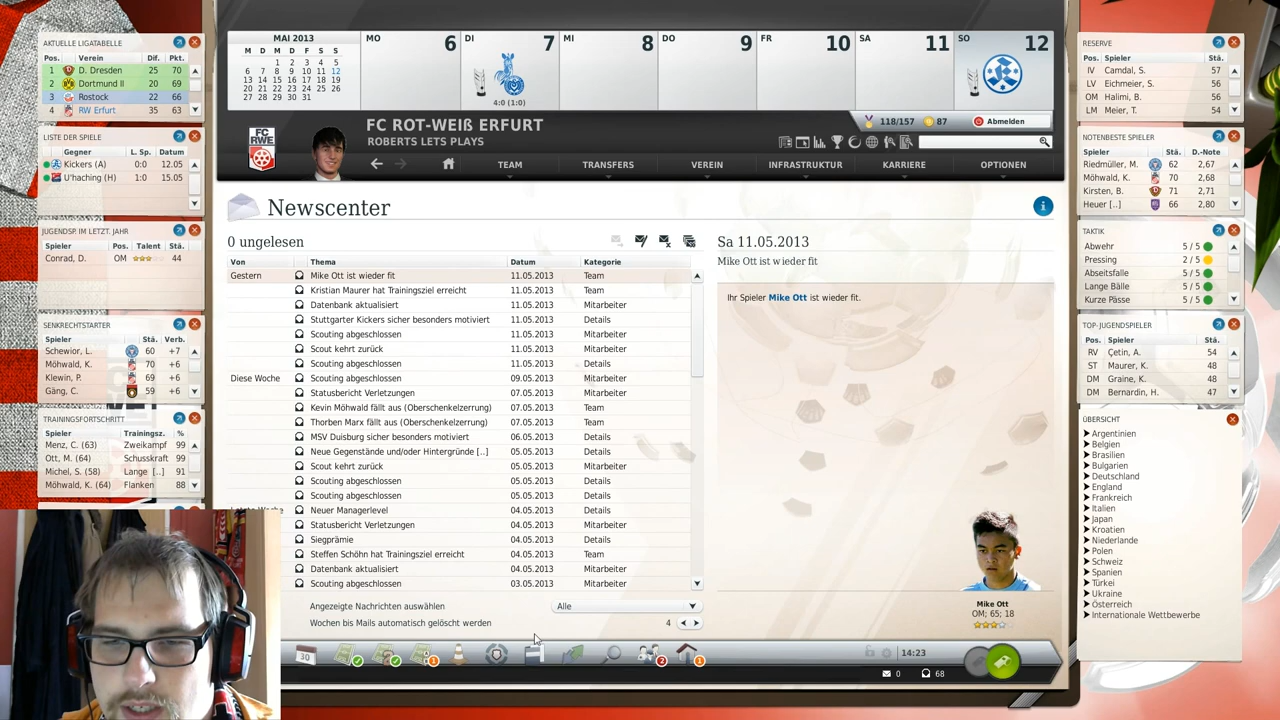 AKTUELLE LIGATABELLE
Pos. Verein Dif. Pkt.
1 D. Dresden 25 70
2 Dortmund II 20 69
3 Rostock 22 66
4 RW Erfurt 35 63
LISTE DER SPIELE
Gegner L. Sp. Datum
Kickers (A) 0:0 12.05
U'haching (H) 1:0 15.05
JUGENDSP. IM LETZT. JAHR
Spieler Pos. Talent Stä.
Conrad, D. OM 44
SENKRECHTSTARTER
Spieler Stä. Verb.
Schewior, L. 60 +7
Möhwald, K. 70 +6
Klewin, P. 69 +6
Gäng, C. 59 +6
TRAININGSFORTSCHRITT
Spieler Trainingsz. %
Menz, C. (63) Zweikampf 99
Ott, M. (64) Schusskraft 99
Michel, S. (58) Lange [..] 91
Möhwald, K. (64) Flanken 88
MAI 2013
M D M D F S S
1 2 3 4 5
6 7 8 9 10 11 12
13 14 15 16 17 18 19
20 21 22 23 24 25 26
27 28 29 30 31
MO 6
DI 7
4:0 (1:0)
MI 8
DO 9
FR 10
SA 11
SO 12
FC RWE
FC ROT-WEIß ERFURT
ROBERTS LETS PLAYS
118/157 87 Abmelden
TEAM TRANSFERS VEREIN INFRASTRUKTUR KARRIERE OPTIONEN
Newscenter
0 ungelesen
Von Thema Datum Kategorie
Gestern Mike Ott ist wieder fit 11.05.2013 Team
Kristian Maurer hat Trainingsziel erreicht 11.05.2013 Team
Datenbank aktualisiert 11.05.2013 Mitarbeiter
Stuttgarter Kickers sicher besonders motiviert 11.05.2013 Details
Scouting abgeschlossen 11.05.2013 Mitarbeiter
Scout kehrt zurück 11.05.2013 Mitarbeiter
Scouting abgeschlossen 11.05.2013 Details
Diese Woche Scouting abgeschlossen 09.05.2013 Mitarbeiter
Statusbericht Verletzungen 07.05.2013 Mitarbeiter
Kevin Möhwald fällt aus (Oberschenkelzerrung) 07.05.2013 Team
Thorben Marx fällt aus (Oberschenkelzerrung) 07.05.2013 Team
MSV Duisburg sicher besonders motiviert 06.05.2013 Details
Neue Gegenstände und/oder Hintergründe [..] 05.05.2013 Details
Scout kehrt zurück 05.05.2013 Mitarbeiter
Scouting abgeschlossen 05.05.2013 Details
Scouting abgeschlossen 05.05.2013 Mitarbeiter
Neuer Managerlevel 04.05.2013 Details
Statusbericht Verletzungen 04.05.2013 Mitarbeiter
Siegprämie 04.05.2013 Details
Steffen Schöhn hat Trainingsziel erreicht 04.05.2013 Team
Datenbank aktualisiert 04.05.2013 Mitarbeiter
Scouting abgeschlossen 03.05.2013 Mitarbeiter
Angezeigte Nachrichten auswählen Alle
Wochen bis Mails automatisch gelöscht werden 4
Sa 11.05.2013
Mike Ott ist wieder fit
Ihr Spieler Mike Ott ist wieder fit.
Mike Ott
OM; 65; 18
30 1 2 1
14:23
0 68
RESERVE
Pos. Spieler Stä.
IV Camdal, S. 57
LV Eichmeier, S. 56
OM Halimi, B. 56
LM Meier, T. 54
NOTENBESTE SPIELER
Spieler Stä. D.-Note
Riedmüller, M. 62 2,67
Möhwald, K. 70 2,68
Kirsten, B. 71 2,71
Heuer [..] 66 2,80
TAKTIK
Abwehr 5 / 5
Pressing 2 / 5
Abseitsfalle 5 / 5
Lange Bälle 5 / 5
Kurze Pässe 5 / 5
TOP-JUGENDSPIELER
Pos. Spieler Stä.
RV Çetin, A. 54
ST Maurer, K. 48
DM Graine, K. 48
DM Bernardin, H. 47
ÜBERSICHT
Argentinien
Belgien
Brasilien
Bulgarien
Deutschland
England
Frankreich
Italien
Japan
Kroatien
Niederlande
Polen
Schweiz
Spanien
Türkei
Ukraine
Österreich
Internationale Wettbewerbe